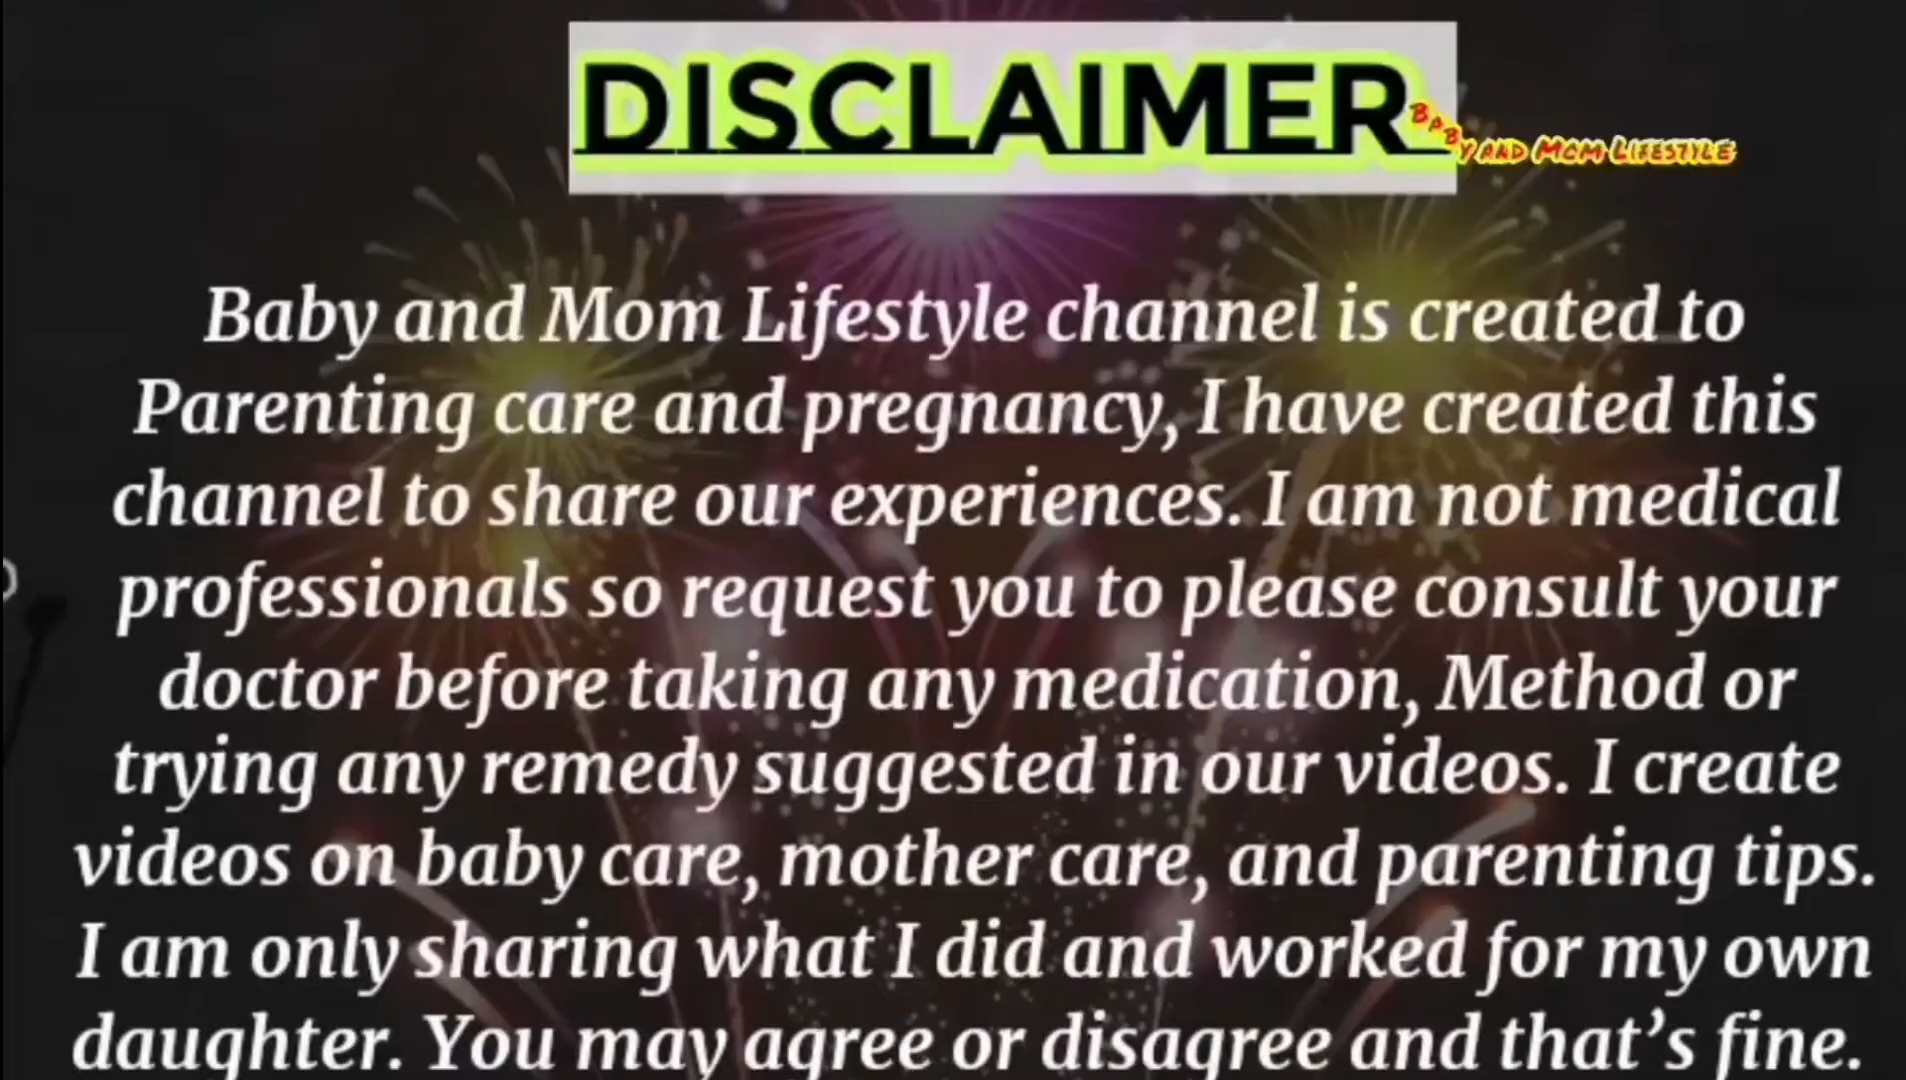 DISCLAIMER
Baby and Mom Lifestyle
Baby and Mom Lifestyle channel is created to
Parenting care and pregnancy, I have created this
channel to share our experiences. I am not medical
professionals so request you to please consult your
doctor before taking any medication, Method or
trying any remedy suggested in our videos. I create
videos on baby care, mother care, and parenting tips.
I am only sharing what I did and worked for my own
daughter. You may agree or disagree and that’s fine.